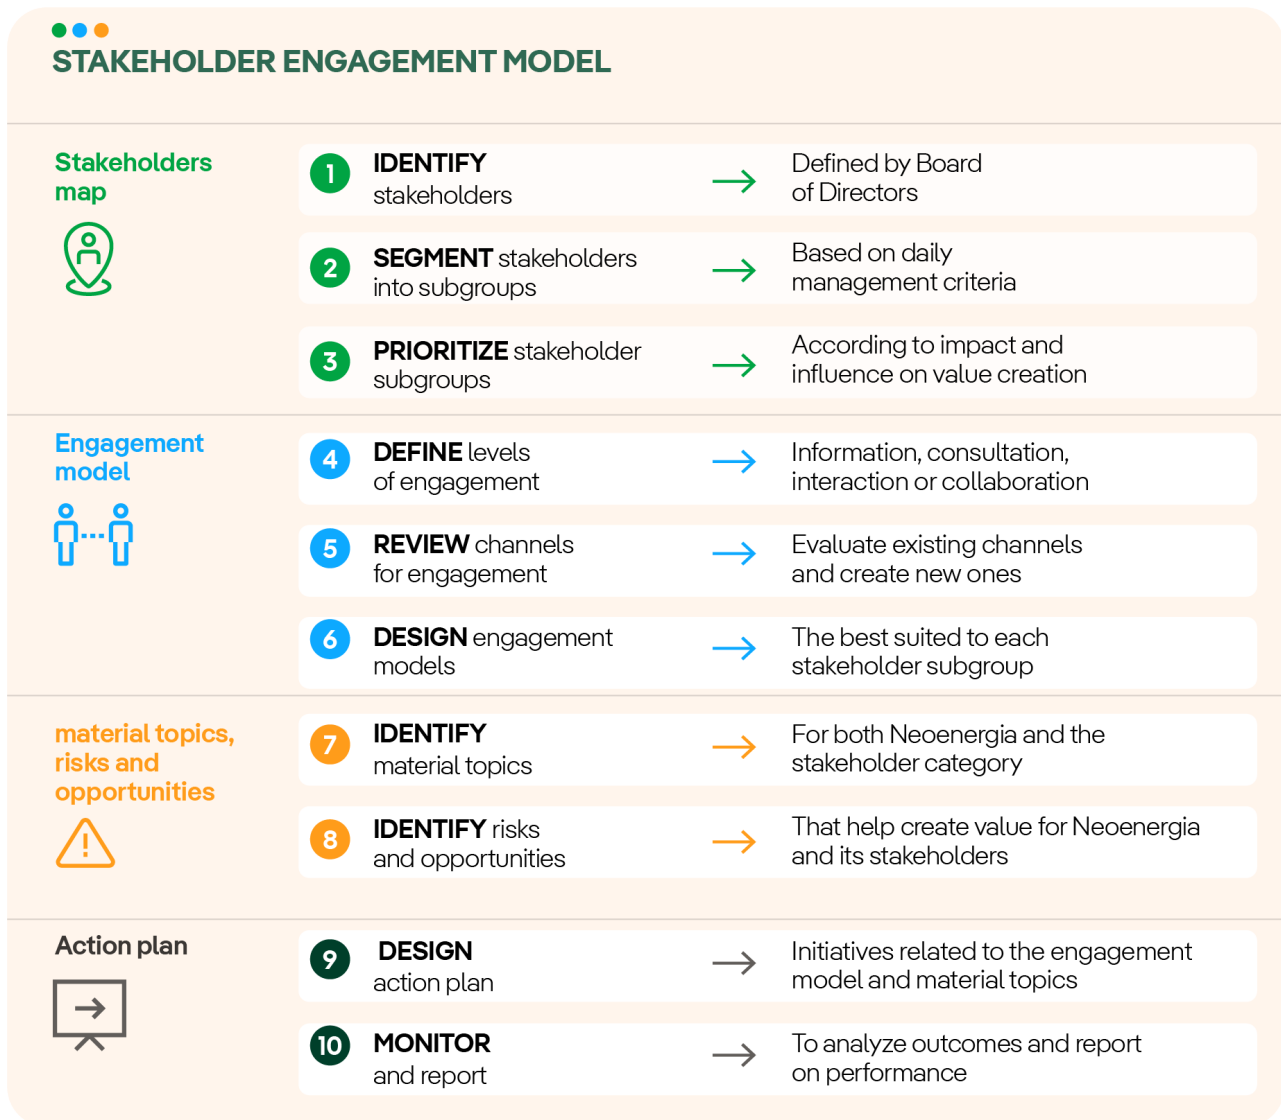 STAKEHOLDER ENGAGEMENT MODEL
Stakeholders
map
1
IDENTIFY
stakeholders
Defined by Board
of Directors
2
SEGMENT stakeholders
into subgroups
Based on daily
management criteria
3
PRIORITIZE stakeholder
subgroups
According to impact and
influence on value creation
Engagement
model
4
DEFINE levels
of engagement
Information, consultation,
interaction or collaboration
5
REVIEW channels
for engagement
Evaluate existing channels
and create new ones
6
DESIGN engagement
models
The best suited to each
stakeholder subgroup
material topics,
risks and
opportunities
7
IDENTIFY
material topics
For both Neoenergia and the
stakeholder category
8
IDENTIFY risks
and opportunities
That help create value for Neoenergia
and its stakeholders
Action plan
9
DESIGN
action plan
Initiatives related to the engagement
model and material topics
10
MONITOR
and report
To analyze outcomes and report
on performance